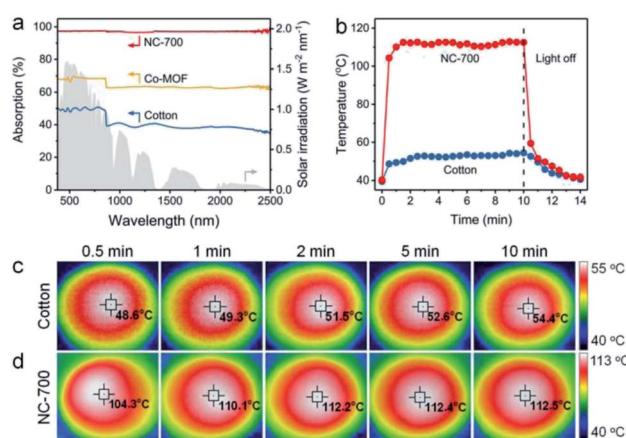 a
Absorption (%)
100
80
60
40
20
0
NC-700
Co-MOF
Cotton
2.0
1.5
1.0
0.5
0.0
Solar irradiation (W m-2 nm-1)
500 1000 1500 2000 2500
Wavelength (nm)
b
Temperature (°C)
120
100
80
60
40
NC-700
Light off
Cotton
0 2 4 6 8 10 12 14
Time (min)
0.5 min 1 min 2 min 5 min 10 min
c
Cotton
48.6°C 49.3°C 51.5°C 52.6°C 54.4°C
55 °C
40 °C
d
NC-700
104.3°C 110.1°C 112.2°C 112.4°C 112.5°C
113 °C
40 °C